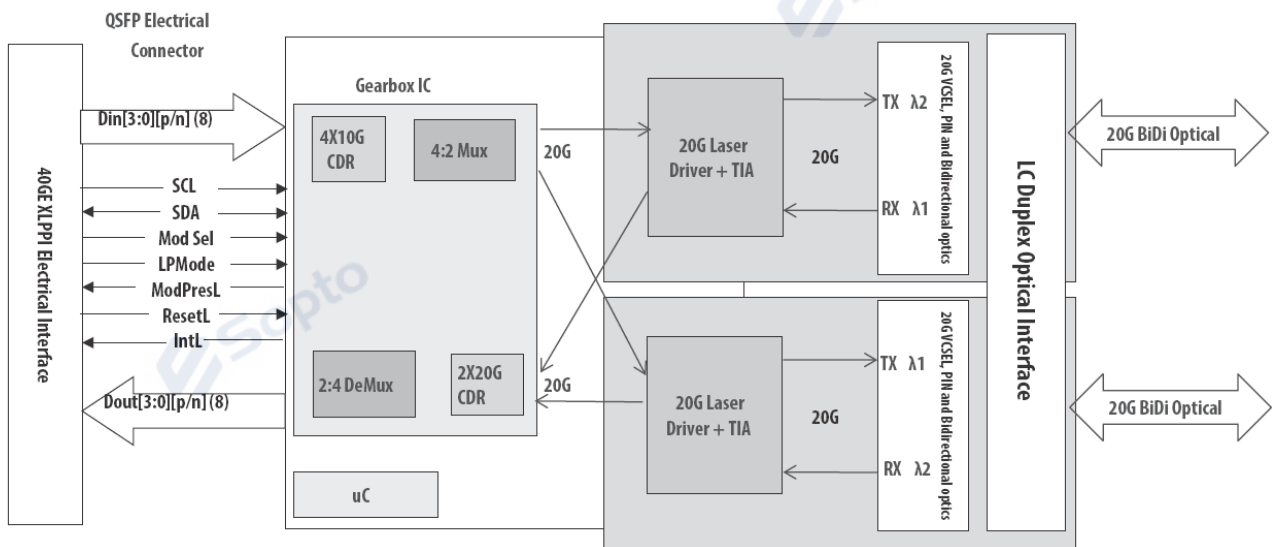 QSFP Electrical
Connector
40GE XLPPI Electrical Interface
Din[3:0][p/n] (8)
SCL
SDA
Mod Sel
LPMode
ModPresL
ResetL
IntL
Dout[3:0][p/n] (8)
Gearbox IC
4X10G
CDR
4:2 Mux
2:4 DeMux
2X20G
CDR
uC
20G
20G
20G Laser
Driver + TIA
20G
TX λ2
RX λ1
20G VCSEL, PIN and Bidirectional optics
20G Laser
Driver + TIA
20G
TX λ1
RX λ2
20G VCSEL, PIN and Bidirectional optics
LC Duplex Optical Interface
20G BiDi Optical
20G BiDi Optical
ESopto